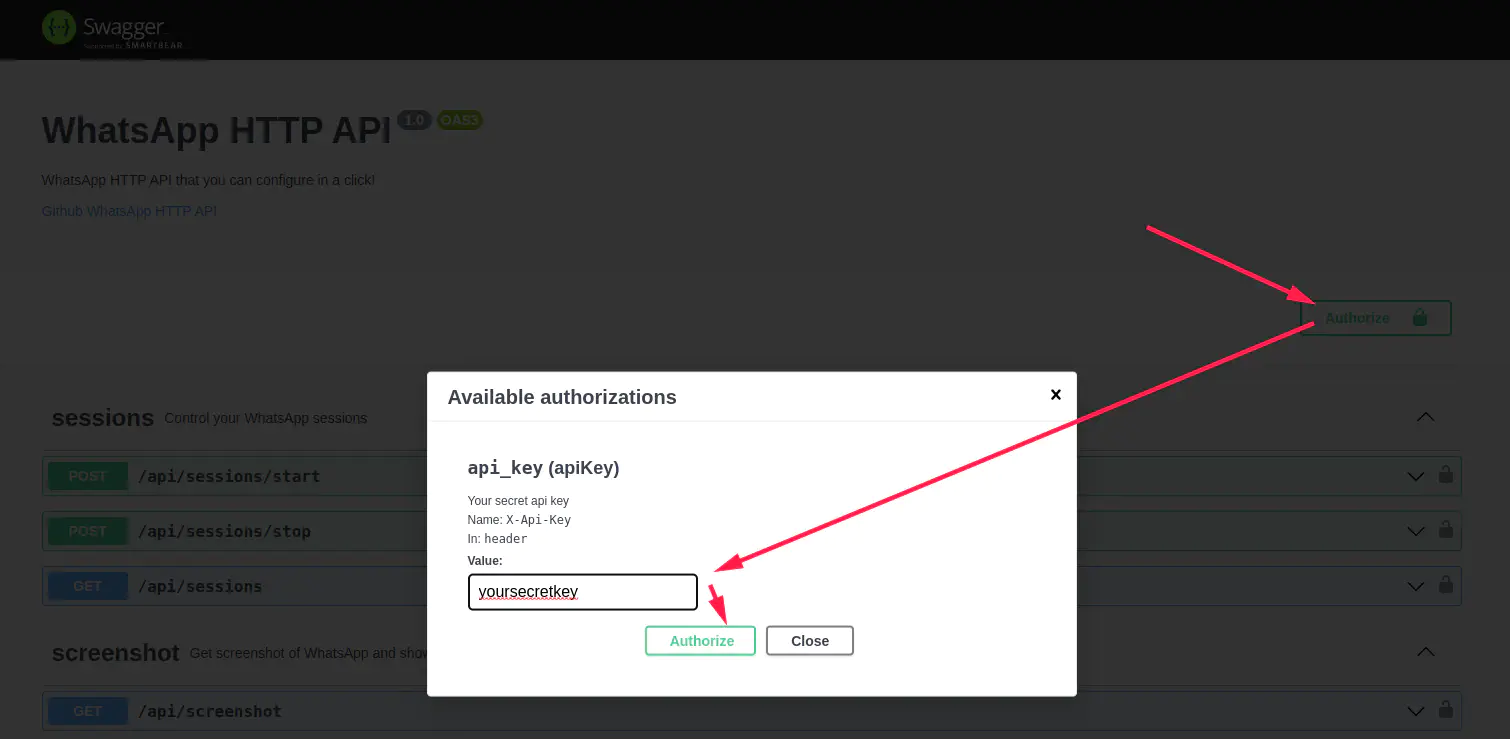 Swagger
Supported by SMARTBEAR
WhatsApp HTTP API 1.0 OAS3
WhatsApp HTTP API that you can configure in a click!
Github WhatsApp HTTP API
Authorize
Available authorizations
sessions Control your WhatsApp sessions
api_key (apiKey)
POST /api/sessions/start
Your secret api key
Name: X-Api-Key
POST /api/sessions/stop
In: header
Value:
GET /api/sessions
yoursecretkey
Authorize Close
screenshot Get screenshot of WhatsApp and show
GET /api/screenshot